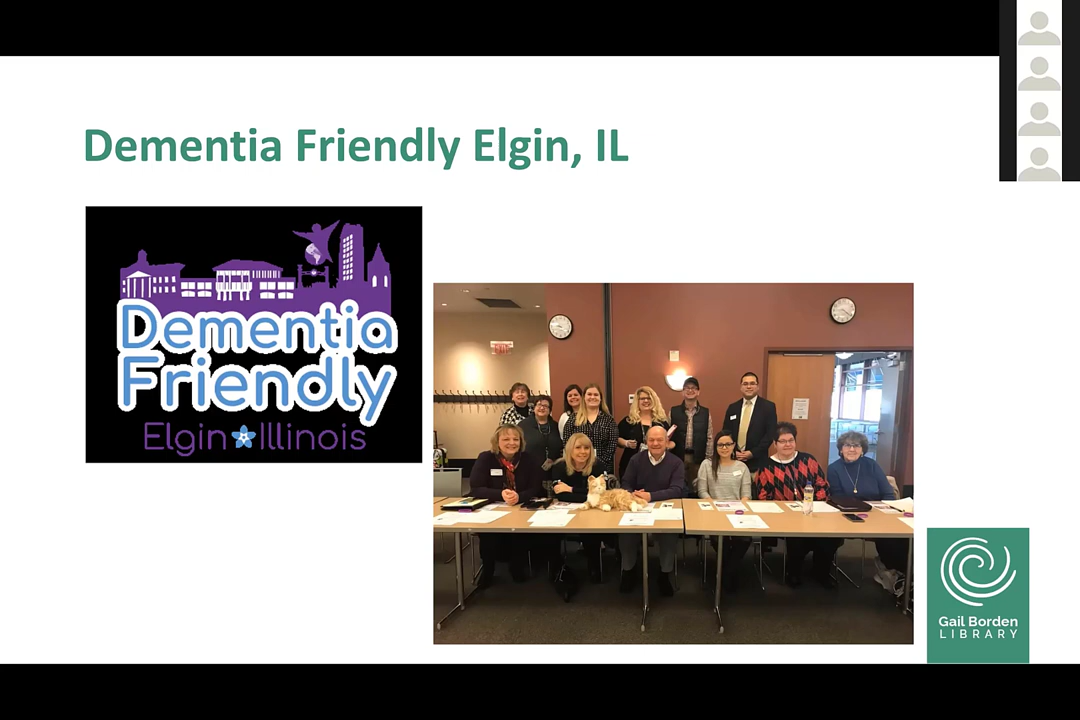 Dementia Friendly Elgin, IL
Dementia
Friendly
Elgin Illinois
Gail Borden
LIBRARY